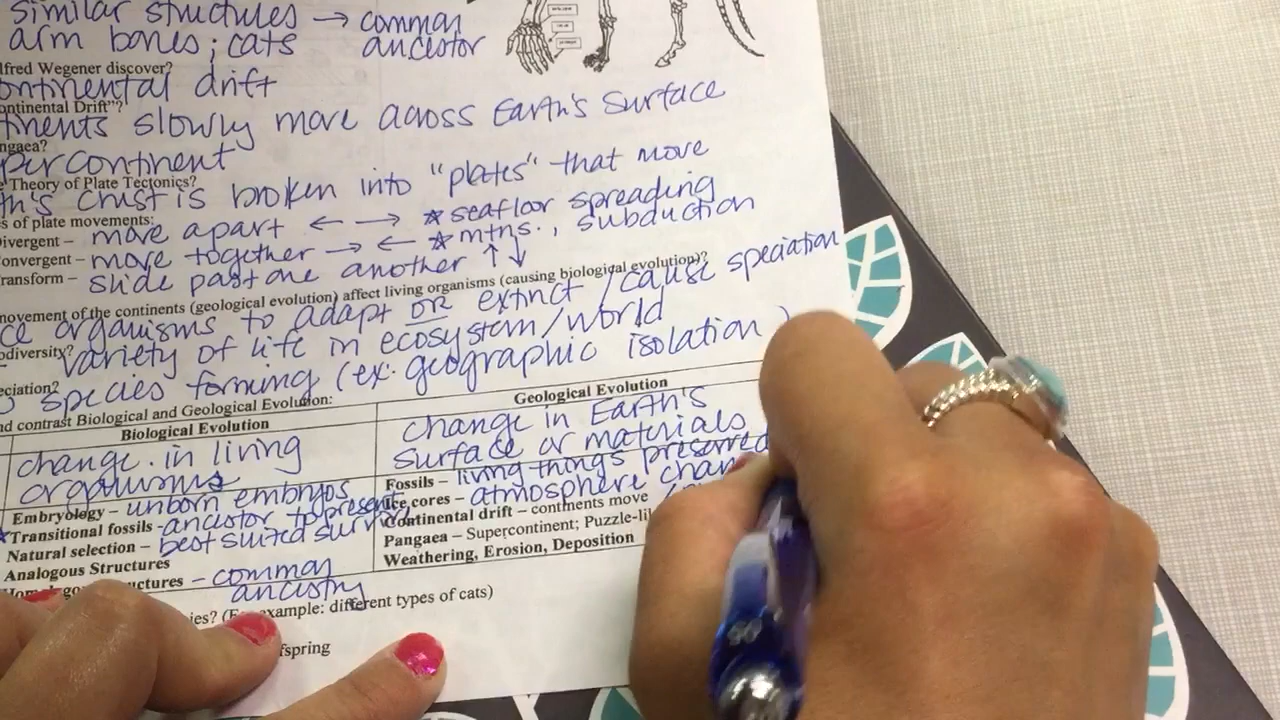 similar structures → common
arm bones; cats ancestor
lfred Wegener discover?
ontinental drift
ontinental Drift"?
tinents slowly move across Earth's surface
ngaea?
percontinent
e Theory of Plate Tectonics?
th's crust is broken into "plates" that move
s of plate movements:
ivergent – move apart ← → ☆ seafloor spreading
onvergent – move together → ← ☆ mtns., subduction
ransform – slide past one another ↑↓
movement of the continents (geological evolution) affect living organisms (causing biological evolution)?
ce organisms to adapt OR extinct / cause speciation
odiversity? variety of life in ecosystem/world
eciation?
species forming (ex: geographic isolation)
nd contrast Biological and Geological Evolution:
Biological Evolution Geological Evolution
change in living
organisms
change in Earth's
surface or materials
Embryology – unborn embryos
Transitional fossils – ancestor to present
Natural selection – best suited
Analogous Structures
uctures – common
ancestry
Fossils – living things preserved
Ice cores – atmosphere chan
Continental drift – continents move
Pangaea – Supercontinent; Puzzle-li
Weathering, Erosion, Deposition
ies? (For example: different types of cats)
fspring